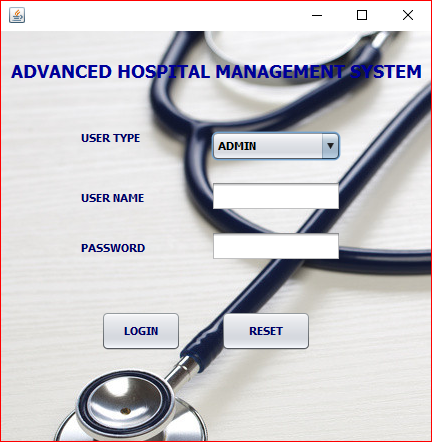 ADVANCED HOSPITAL MANAGEMENT SYSTEM
USER TYPE
ADMIN
USER NAME
PASSWORD
LOGIN
RESET